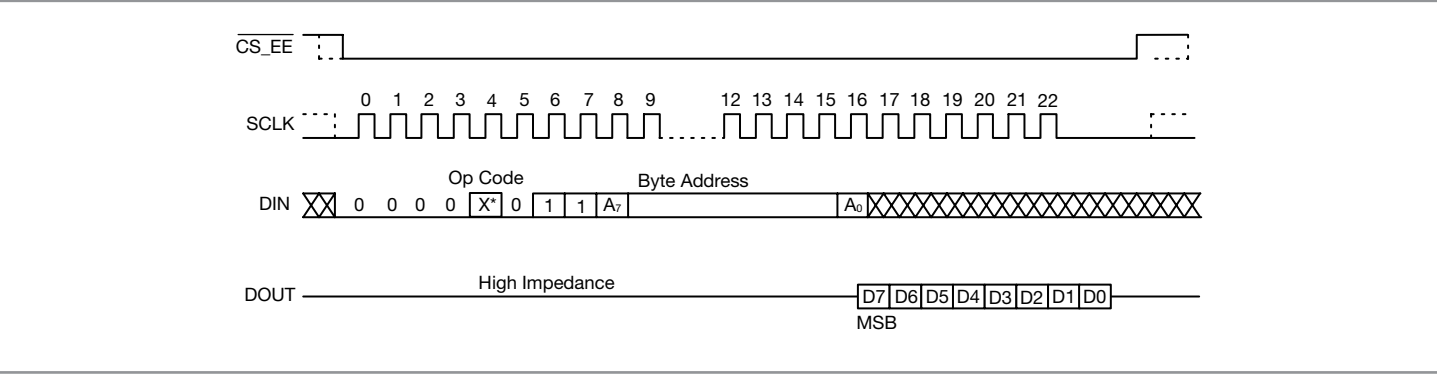 CS_EE
0 1 2 3 4 5 6 7 8 9 12 13 14 15 16 17 18 19 20 21 22
SCLK
Op Code Byte Address
DIN 0 0 0 0 X* 0 1 1 A₇ A₀
High Impedance
DOUT D7 D6 D5 D4 D3 D2 D1 D0
MSB